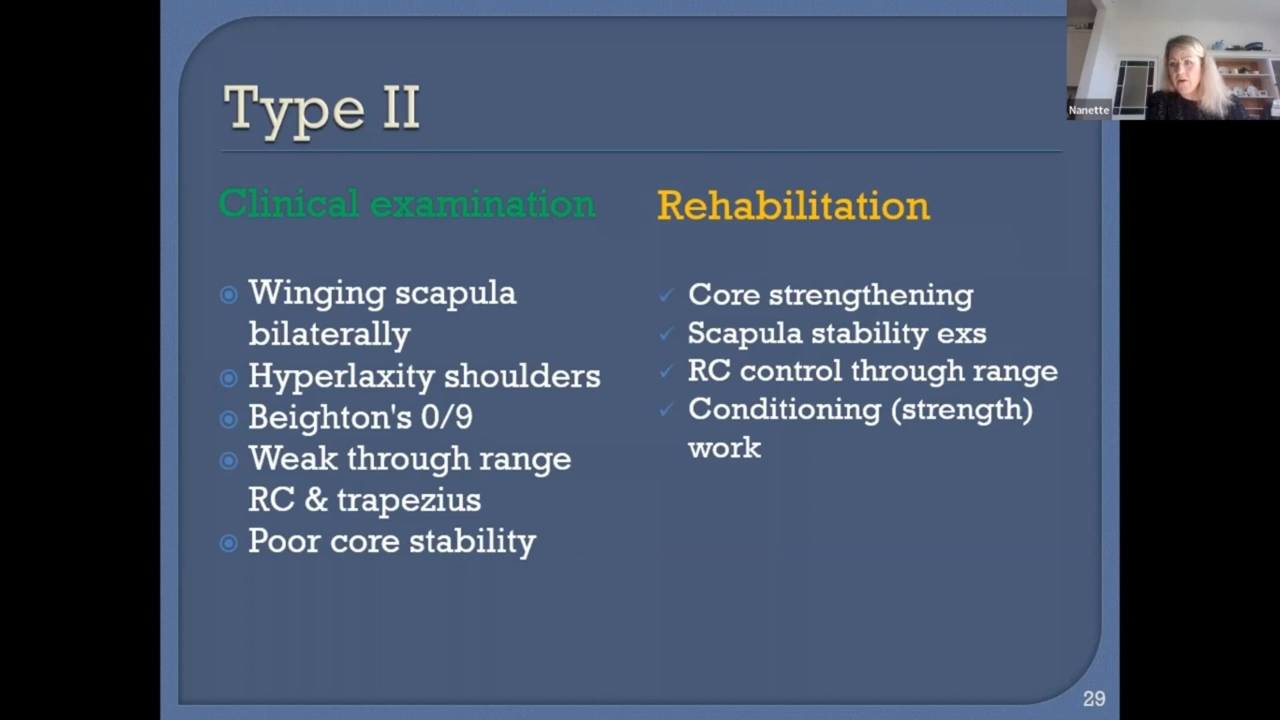 Type II
Clinical examination
Winging scapula
bilaterally
Hyperlaxity shoulders
Beighton's 0/9
Weak through range
RC & trapezius
Poor core stability
Rehabilitation
Core strengthening
Scapula stability exs
RC control through range
Conditioning (strength)
work
Nanette
29